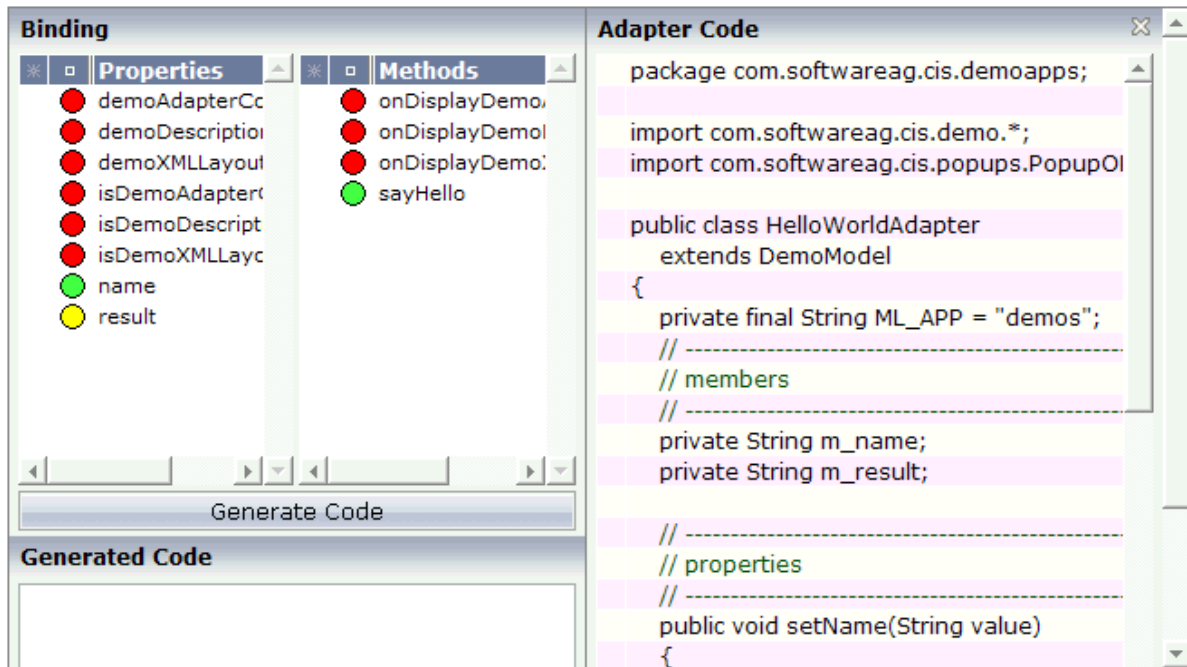 Binding
Properties
demoAdapterCo
demoDescription
demoXMLLayout
isDemoAdapterC
isDemoDescript
isDemoXMLLayo
name
result
Methods
onDisplayDemoA
onDisplayDemoI
onDisplayDemoX
sayHello
Generate Code
Generated Code
Adapter Code
package com.softwareag.cis.demoapps;
import com.softwareag.cis.demo.*;
import com.softwareag.cis.popups.PopupOI
public class HelloWorldAdapter
extends DemoModel
{
private final String ML_APP = "demos";
// ------------------------------------------------
// members
// ------------------------------------------------
private String m_name;
private String m_result;
// ------------------------------------------------
// properties
// ------------------------------------------------
public void setName(String value)
{